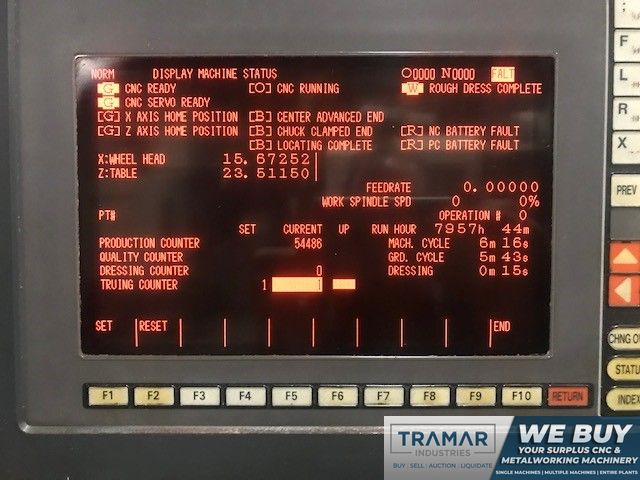 NORM DISPLAY MACHINE STATUS O0000 N0000 FALT
[G] CNC READY [O] CNC RUNNING [W] ROUGH DRESS COMPLETE
[G] CNC SERVO READY
[G] X AXIS HOME POSITION [B] CENTER ADVANCED END
[G] Z AXIS HOME POSITION [B] CHUCK CLAMPED END [R] NC BATTERY FAULT
[B] LOCATING COMPLETE [R] PC BATTERY FAULT
X:WHEEL HEAD 15.67252
Z:TABLE 23.51150
FEEDRATE 0.00000
WORK SPINDLE SPD 0 0%
PT# OPERATION # 0
SET CURRENT UP RUN HOUR 7957h 44m
PRODUCTION COUNTER 54486 MACH. CYCLE 6m 16s
QUALITY COUNTER GRD. CYCLE 5m 43s
DRESSING COUNTER 0 DRESSING 0m 15s
TRUING COUNTER 1 1
SET RESET END
F1 F2 F3 F4 F5 F6 F7 F8 F9 F10 RETURN
F
L
R
X
PREV
CHNG
STATU
INDEX
TRAMAR
INDUSTRIES
BUY | SELL | AUCTION | LIQUIDATE
WE BUY
YOUR SURPLUS CNC &
METALWORKING MACHINERY
SINGLE MACHINES | MULTIPLE MACHINES | ENTIRE PLANTS